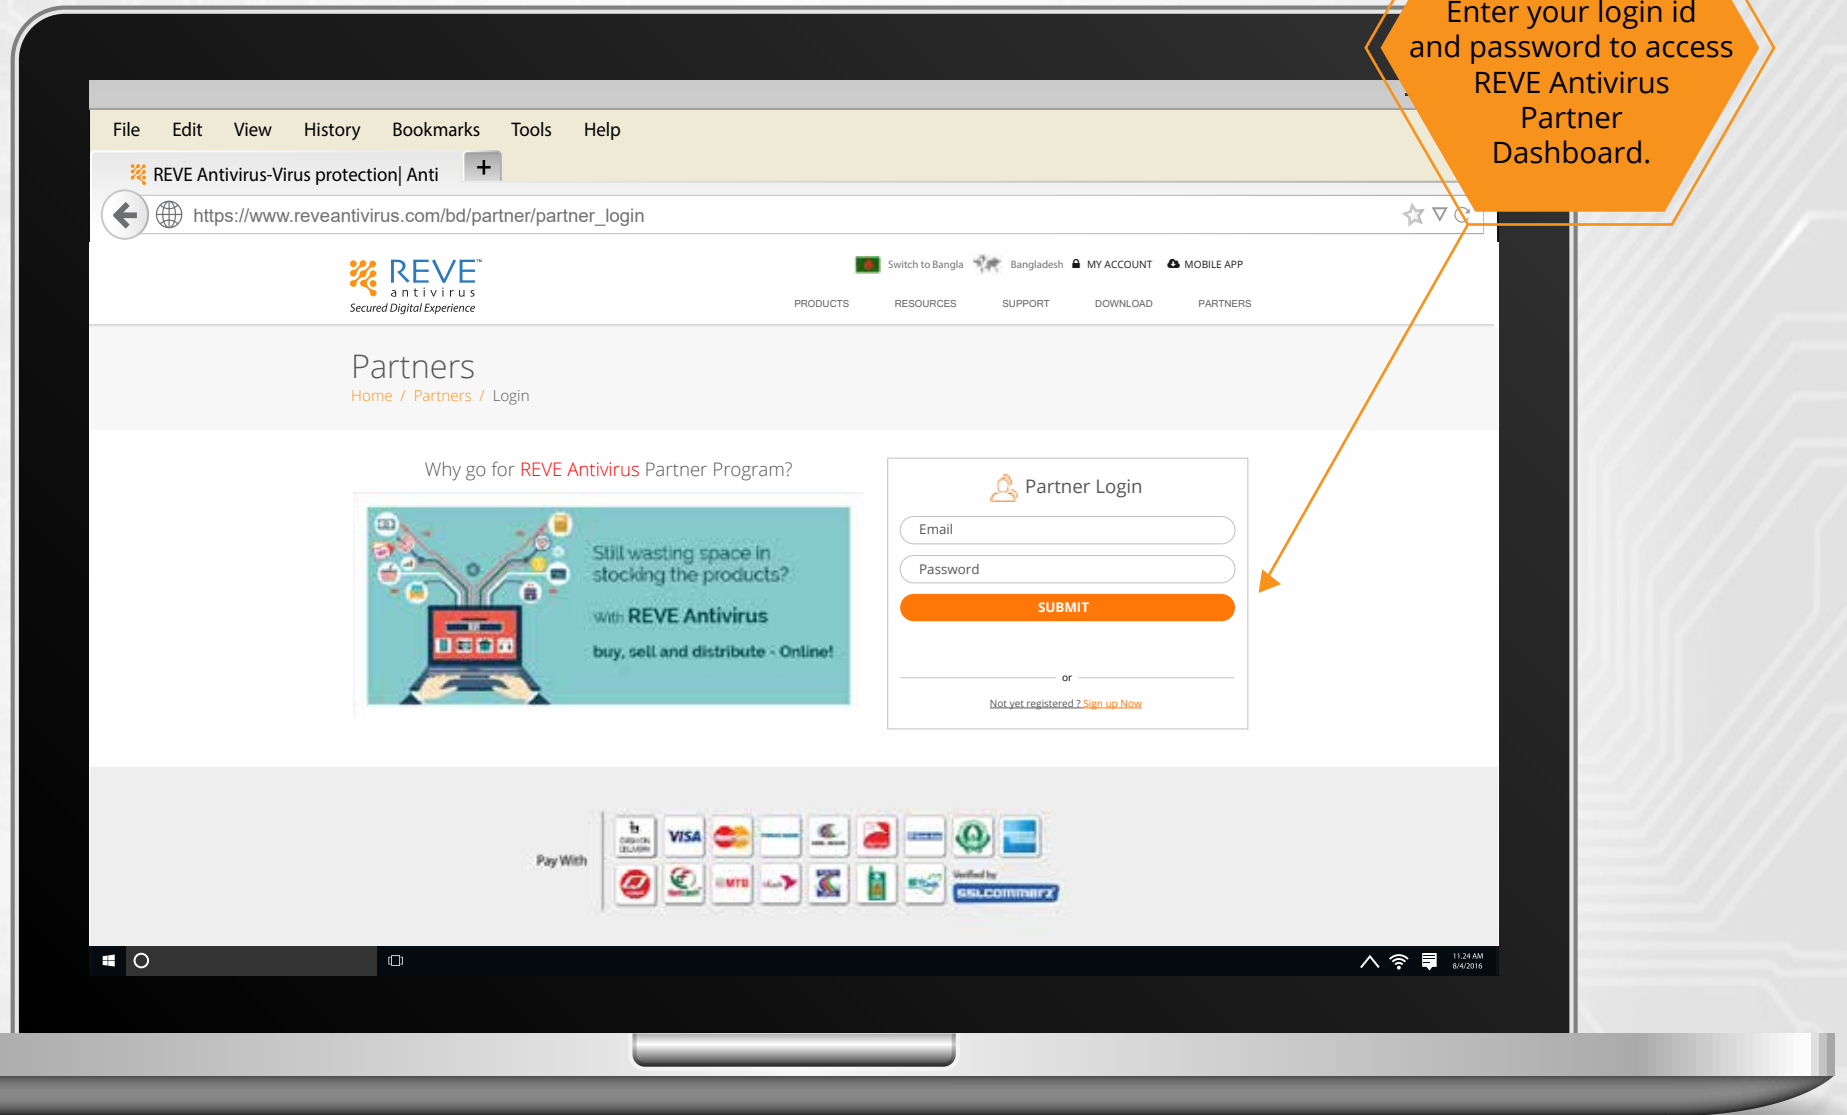 Enter your login id
and password to access
REVE Antivirus
Partner
Dashboard.
File Edit View History Bookmarks Tools Help
REVE Antivirus-Virus protection| Anti +
https://www.reveantivirus.com/bd/partner/partner_login
REVE™
antivirus
Secured Digital Experience
Switch to Bangla Bangladesh MY ACCOUNT MOBILE APP
PRODUCTS RESOURCES SUPPORT DOWNLOAD PARTNERS
Partners
Home / Partners / Login
Why go for REVE Antivirus Partner Program?
Still wasting space in
stocking the products?
With REVE Antivirus
buy, sell and distribute - Online!
Partner Login
Email
Password
SUBMIT
or
Not yet registered ? Sign up Now
Pay With
CASH ON
DELIVERY
VISA
MTB
Verified by
SSLCOMMERZ
11.24 AM
8/4/2016